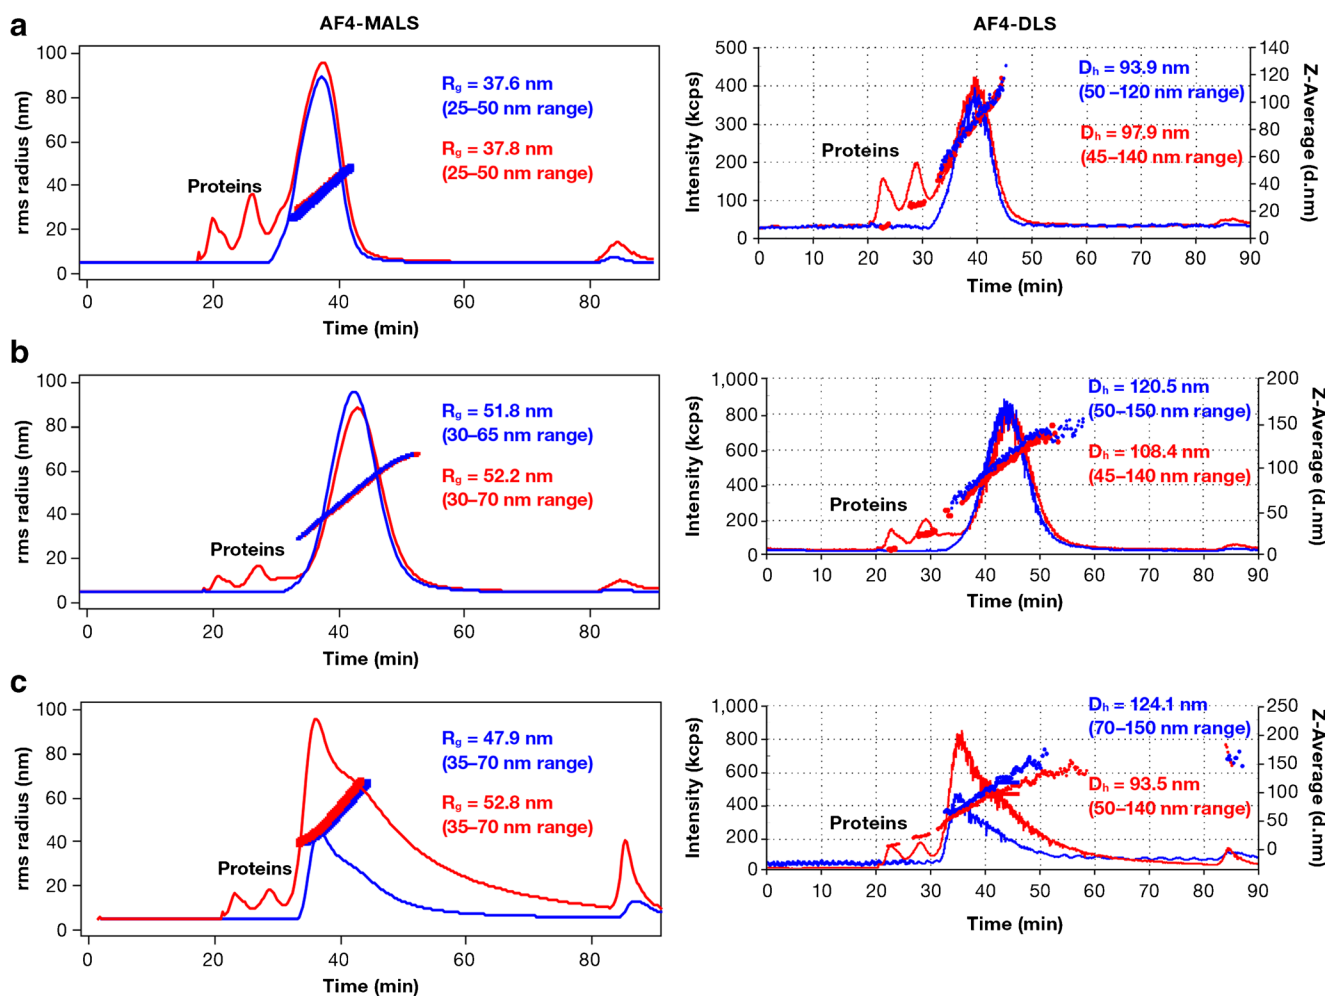 a
AF4-MALS
AF4-DLS
rms radius (nm)
100
80
60
40
20
0
Proteins
Rg = 37.6 nm
(25–50 nm range)
Rg = 37.8 nm
(25–50 nm range)
0 20 40 60 80
Time (min)
Intensity (kcps)
500
400
300
200
100
0
Proteins
Dh = 93.9 nm
(50 –120 nm range)
Dh = 97.9 nm
(45–140 nm range)
140
120
100
80
60
40
20
0
Z-Average (d.nm)
0 10 20 30 40 50 60 70 80 90
Time (min)
b
rms radius (nm)
100
80
60
40
20
0
Proteins
Rg = 51.8 nm
(30–65 nm range)
Rg = 52.2 nm
(30–70 nm range)
0 20 40 60 80
Time (min)
Intensity (kcps)
1,000
800
600
400
200
0
Proteins
Dh = 120.5 nm
(50–150 nm range)
Dh = 108.4 nm
(45–140 nm range)
200
150
100
50
0
Z-Average (d.nm)
0 10 20 30 40 50 60 70 80 90
Time (min)
c
rms radius (nm)
100
80
60
40
20
0
Proteins
Rg = 47.9 nm
(35–70 nm range)
Rg = 52.8 nm
(35–70 nm range)
0 20 40 60 80
Time (min)
Intensity (kcps)
1,000
800
600
400
200
0
Proteins
Dh = 124.1 nm
(70–150 nm range)
Dh = 93.5 nm
(50–140 nm range)
250
200
150
100
50
0
Z-Average (d.nm)
0 10 20 30 40 50 60 70 80 90
Time (min)